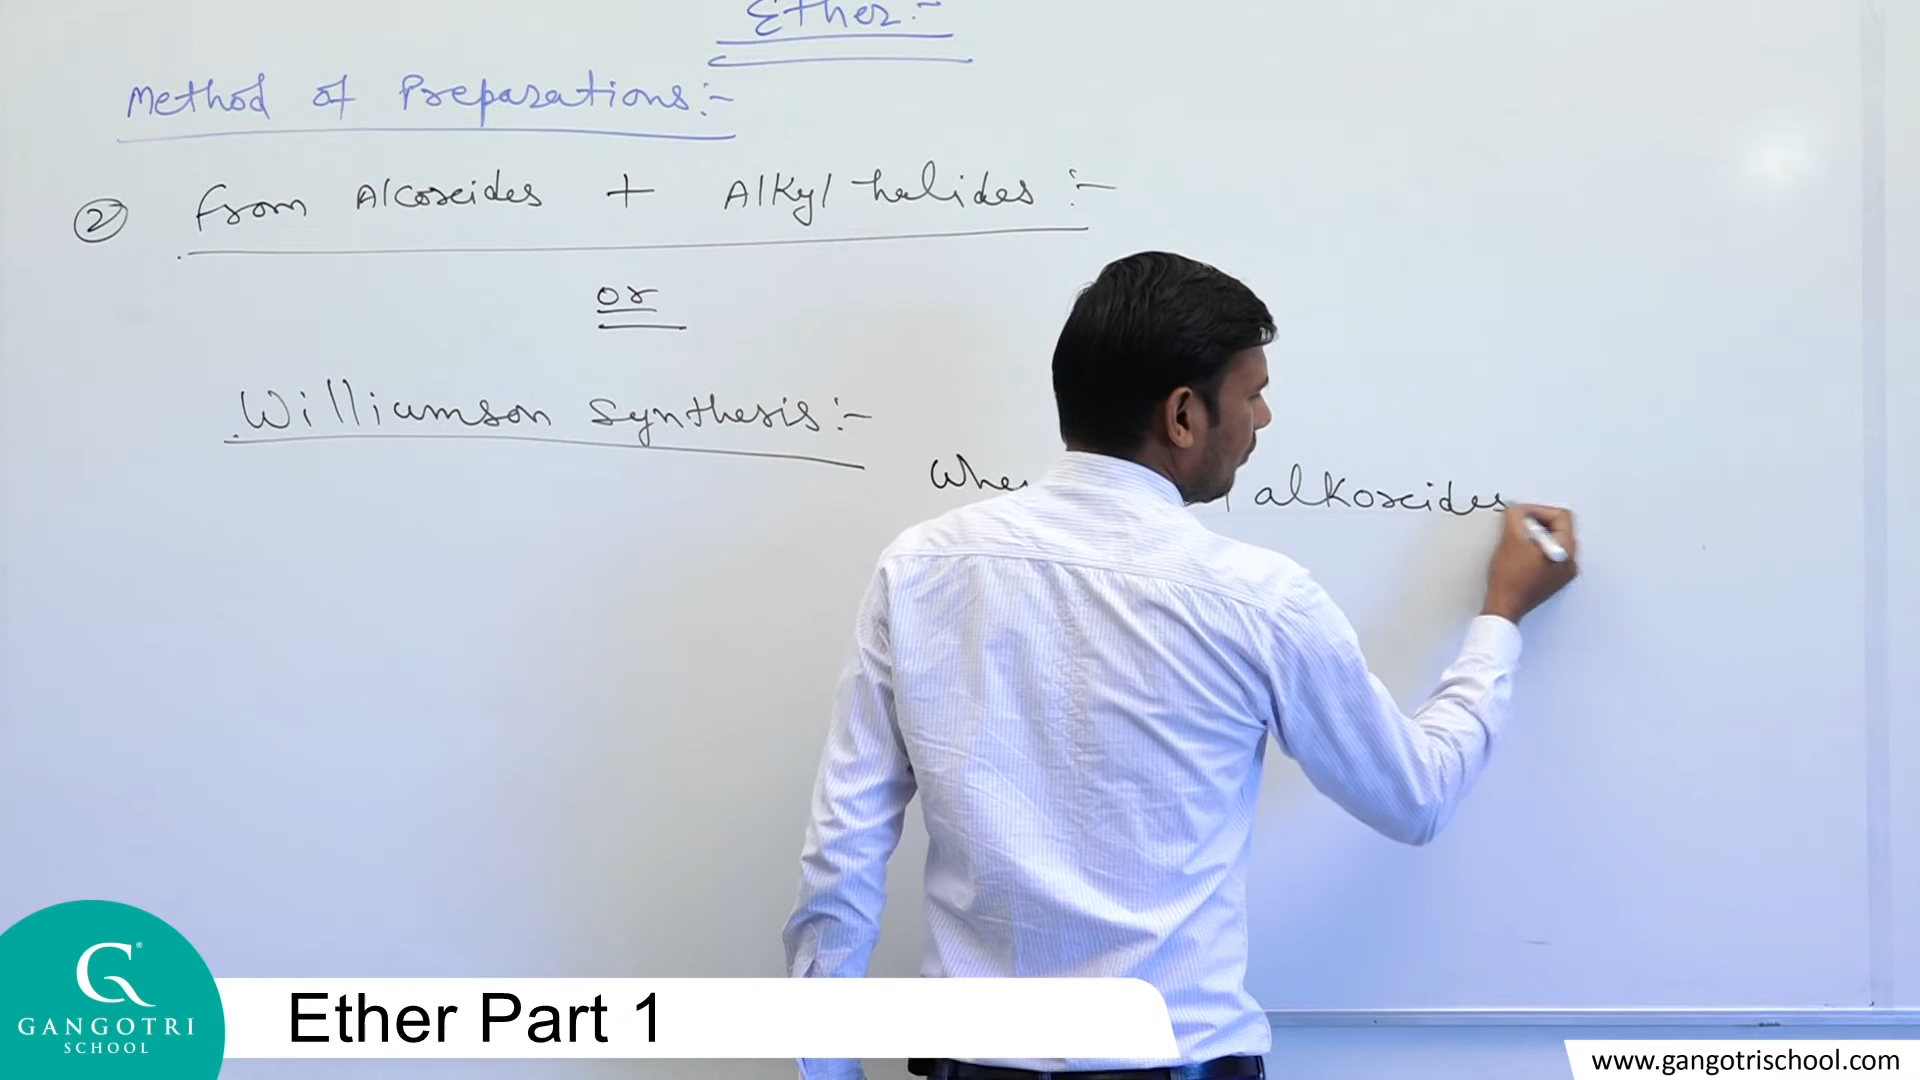 Ether:-
Method of Preparations:-
② From Alcoxides + Alkyl halides:-
or
Williamson Synthesis:-
alkoxides
G®
GANGOTRI
SCHOOL
Ether Part 1
www.gangotrischool.com